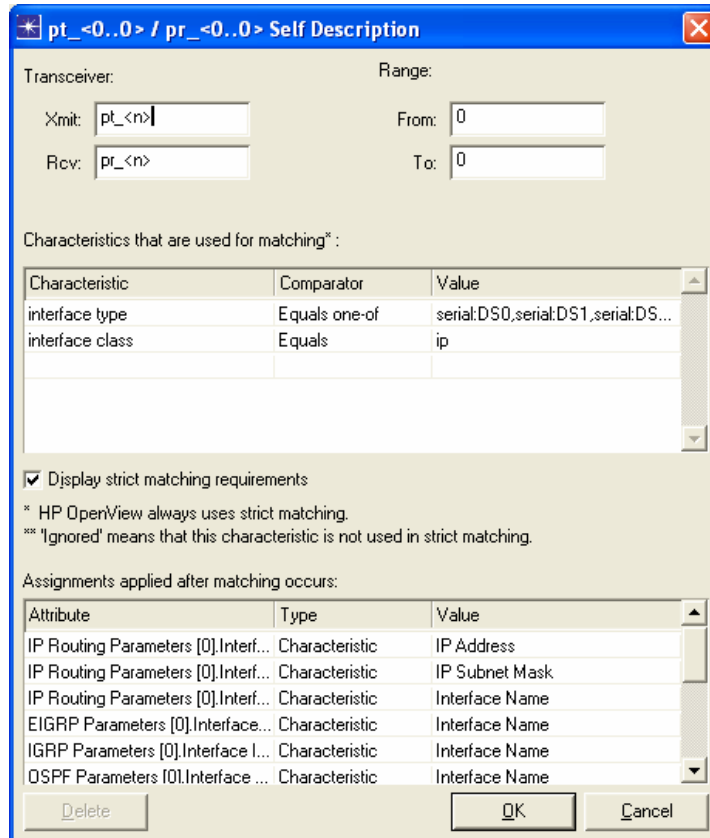 pt_<0..0> / pr_<0..0> Self Description
Transceiver: Range:
Xmit: pt_<n> From: 0
Rcv: pr_<n> To: 0
Characteristics that are used for matching* :
Characteristic Comparator Value
interface type Equals one-of serial:DS0,serial:DS1,serial:DS...
interface class Equals ip
Display strict matching requirements
* HP OpenView always uses strict matching.
** 'Ignored' means that this characteristic is not used in strict matching.
Assignments applied after matching occurs:
Attribute Type Value
IP Routing Parameters [0].Interf... Characteristic IP Address
IP Routing Parameters [0].Interf... Characteristic IP Subnet Mask
IP Routing Parameters [0].Interf... Characteristic Interface Name
EIGRP Parameters [0].Interface... Characteristic Interface Name
IGRP Parameters [0].Interface I... Characteristic Interface Name
OSPF Parameters [0].Interface ... Characteristic Interface Name
Delete OK Cancel